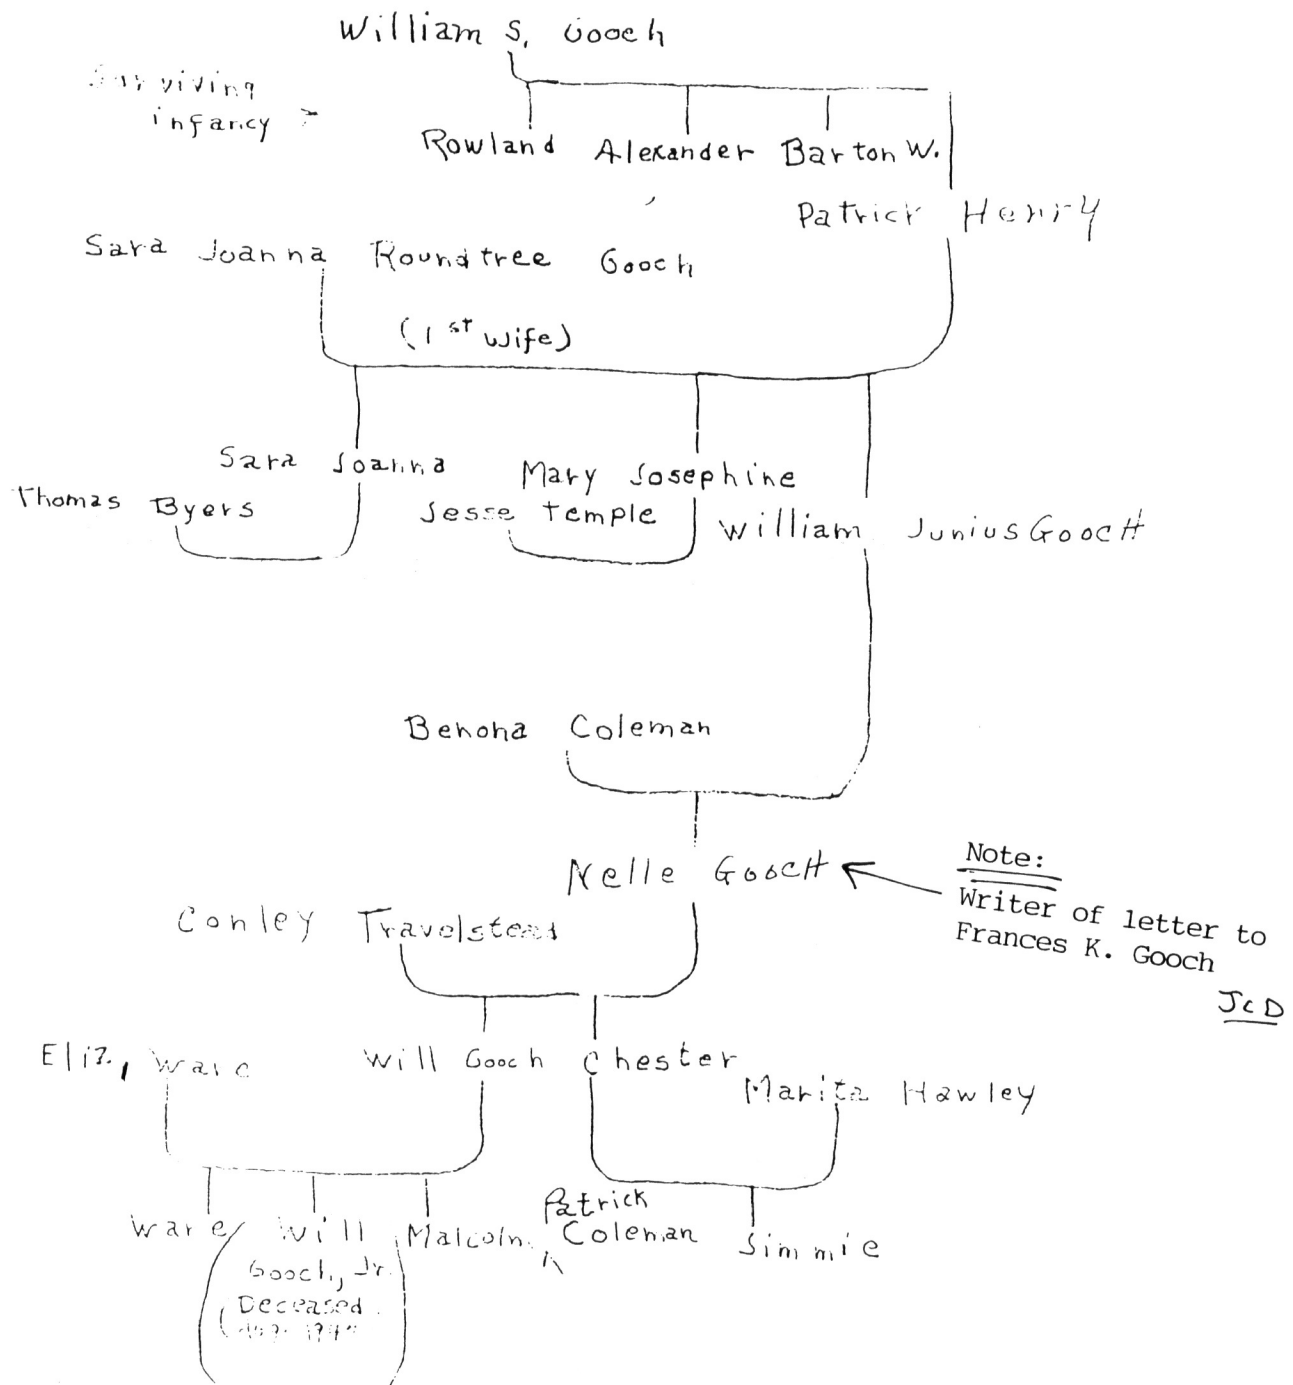 William S. Gooch
Surviving
infancy >
Rowland Alexander Barton W.
Patrick Henry
Sara Joanna Roundtree Gooch
(1st wife)
Sara Joanna
Mary Josephine
Thomas Byers
Jesse Temple
William Junius GoocH
Benona Coleman
Nelle GoocH
Note:
Writer of letter to
Frances K. Gooch
JCD
Conley Travelstead
Eliz. Ware
Will Gooch Chester
Marita Hawley
Patrick
Ware Will Malcolm Coleman Jimmie
Gooch, Jr.
Deceased